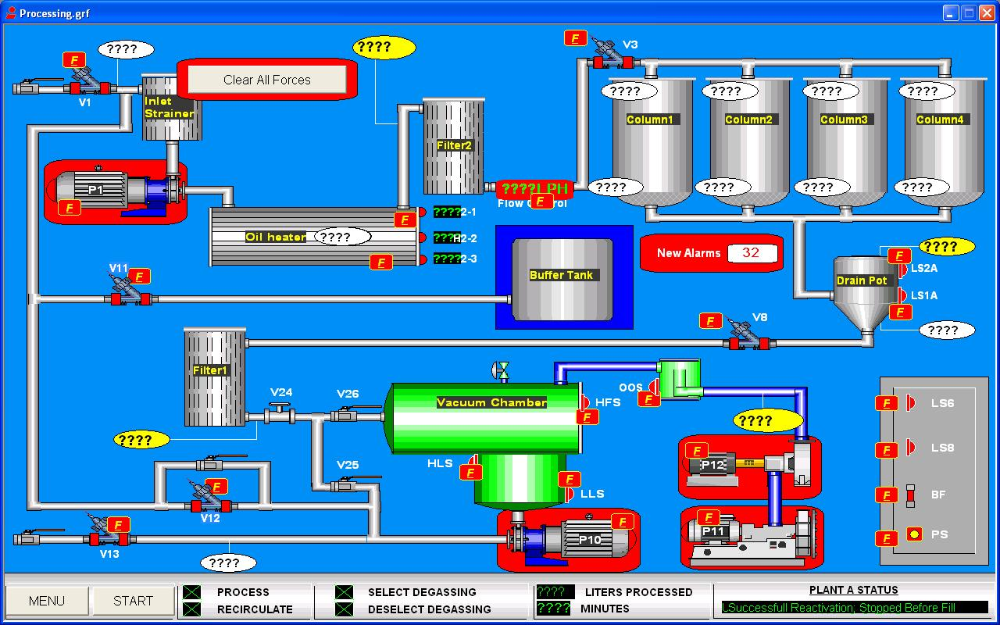 Processing.grf
F
V3
????
????
F
????
F
V1
Clear All Forces
Inlet
Strainer
????
????
????
????
Column1
Column2
Column3
Column4
Filter2
P1
F
????LPH
F
Flow C rol
????
????
????
????
F
????2-1
Oil heater
????
????H2-2
F
????2-3
New Alarms
32
????
F
LS2A
V11
F
Buffer Tank
Drain Pot
LS1A
F
F
V8
????
Filter1
V24
V26
Vacuum Chamber
HFS
F
OOS
F
F
LS6
????
????
F
LS8
HLS
F
V25
F
LLS
F
P12
F
V12
F
BF
F
V13
????
F
P10
F
P11
F
PS
MENU
START
PROCESS
RECIRCULATE
SELECT DEGASSING
DESELECT DEGASSING
???? LITERS PROCESSED
???? MINUTES
PLANT A STATUS
Successfull Reactivation; Stopped Before Fill